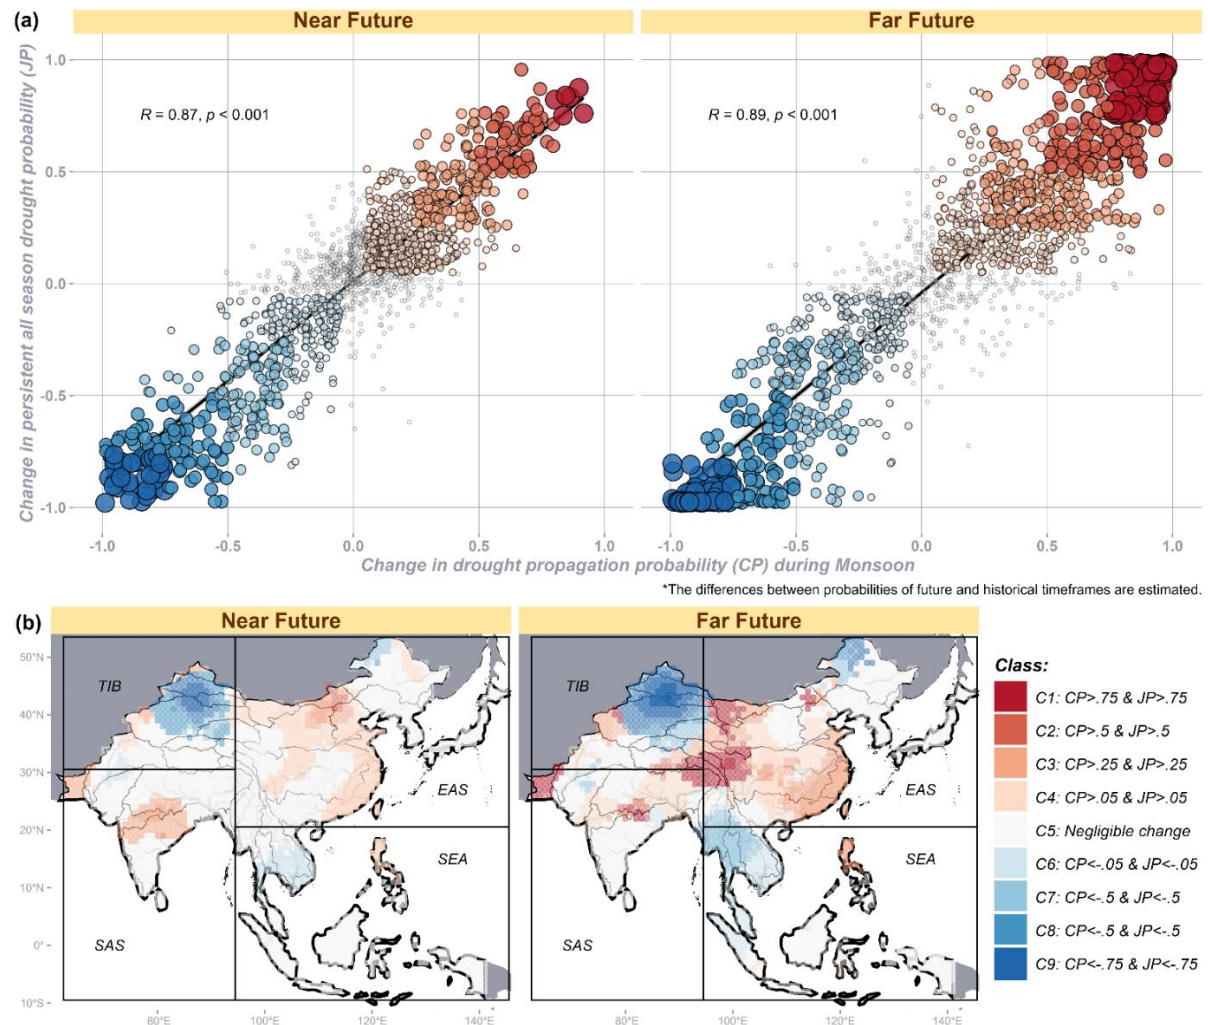 (a)
Near Future
Far Future
Change in persistent all season drought probability (JP)
1.0
0.5
0.0
-0.5
-1.0
R = 0.87, p < 0.001
R = 0.89, p < 0.001
-1.0 -0.5 0.0 0.5 1.0
-1.0 -0.5 0.0 0.5 1.0
Change in drought propagation probability (CP) during Monsoon
*The differences between probabilities of future and historical timeframes are estimated.
(b)
Near Future
Far Future
50°N
40°N
30°N
20°N
10°N
0°
10°S
TIB
EAS
SEA
SAS
TIB
EAS
SEA
SAS
80°E 100°E 120°E 140°E
80°E 100°E 120°E 140°E
Class:
C1: CP>.75 & JP>.75
C2: CP>.5 & JP>.5
C3: CP>.25 & JP>.25
C4: CP>.05 & JP>.05
C5: Negligible change
C6: CP<-.05 & JP<-.05
C7: CP<-.5 & JP<-.5
C8: CP<-.5 & JP<-.5
C9: CP<-.75 & JP<-.75